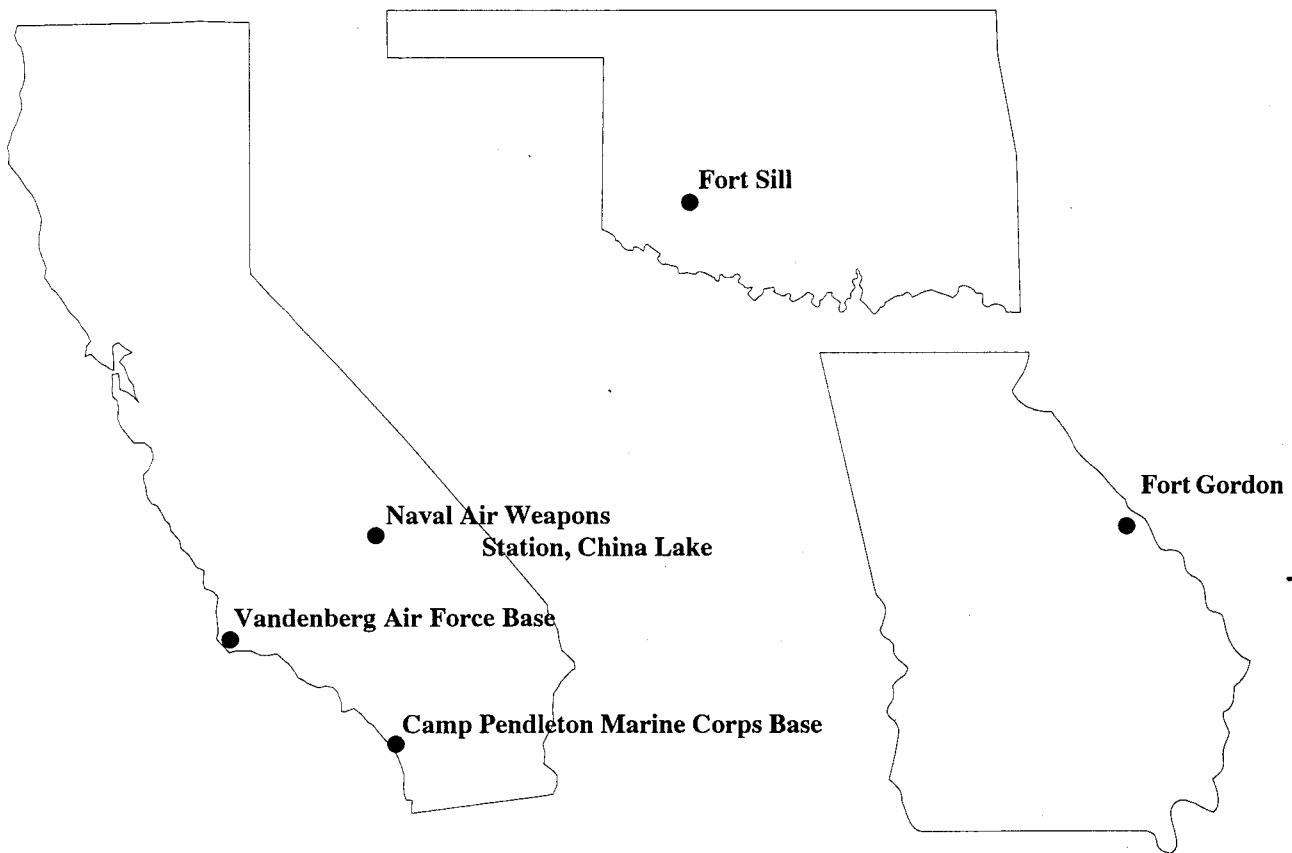 Fort Sill
Fort Gordon
Naval Air Weapons
Station, China Lake
Vandenberg Air Force Base
Camp Pendleton Marine Corps Base